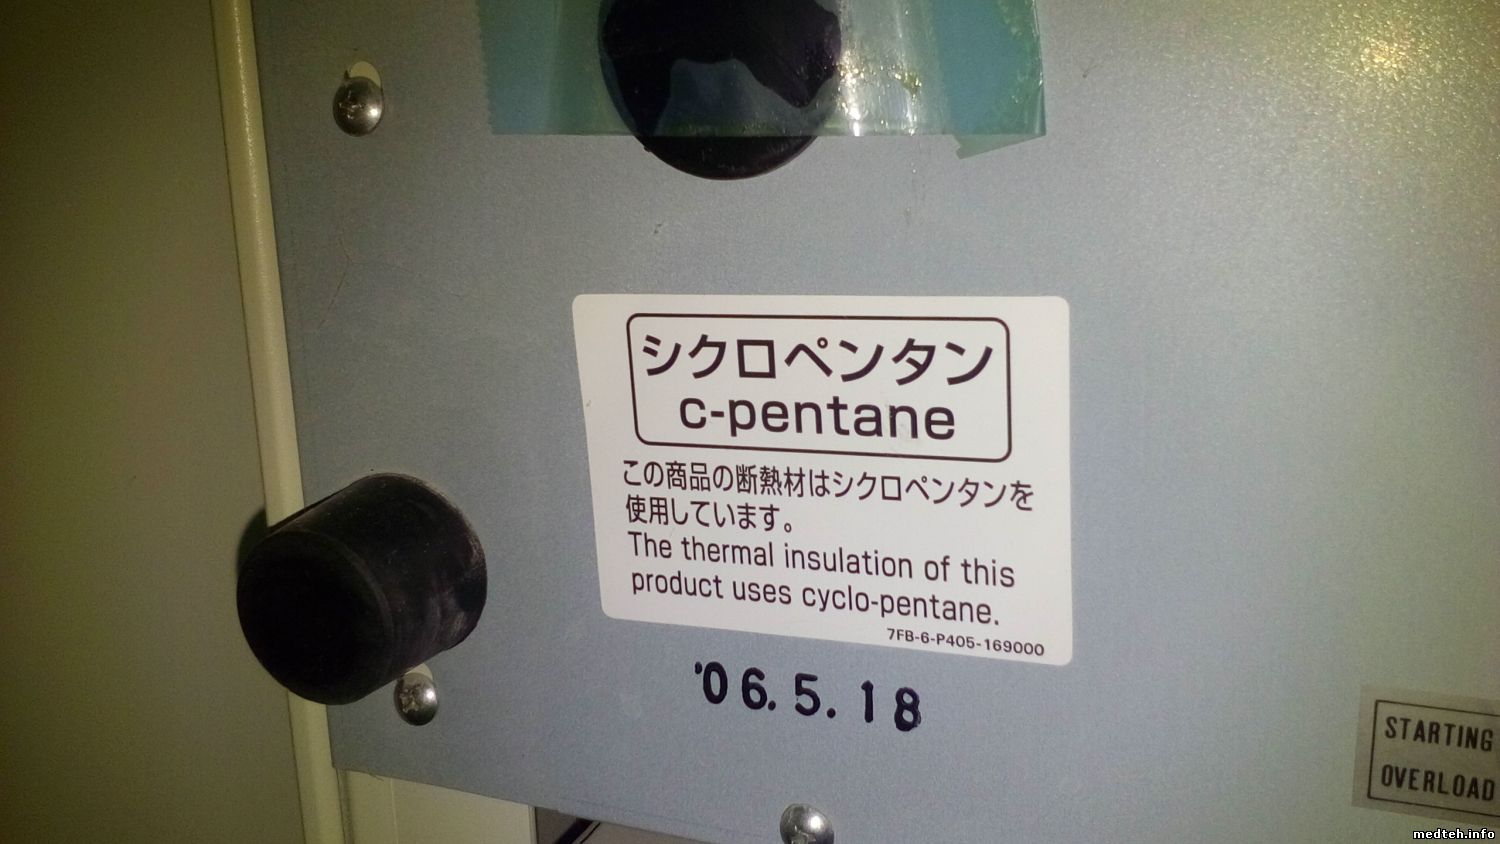 シクロペンタン
c-pentane
この商品の断熱材はシクロペンタンを
使用しています。
The thermal insulation of this
product uses cyclo-pentane.
7FB-6-P405-169000
'06.5.18
STARTING
OVERLOAD
medteh.info